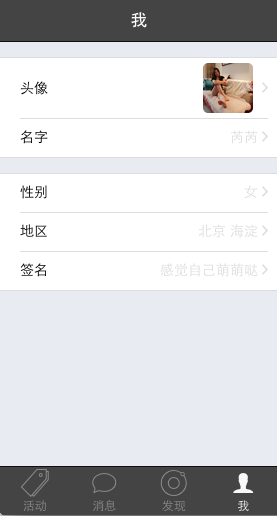 我
头像
名字 芮芮
性别 女
地区 北京 海淀
签名 感觉自己萌萌哒
活动 消息 发现 我